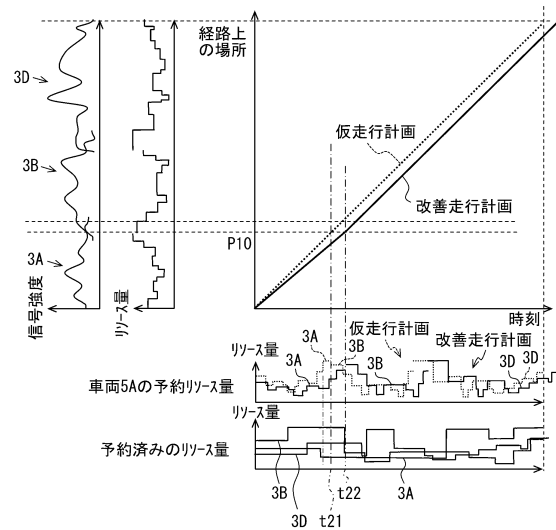 経路上
の場所
3D
3B
3A
信号強度
リソース量
仮走行計画
改善走行計画
P10
時刻
リソース量
3A
3B
仮走行計画
改善走行計画
3A
3B
3D
3D
車両5Aの予約リソース量
リソース量
予約済みのリソース量
3B
3D
t21
t22
3A